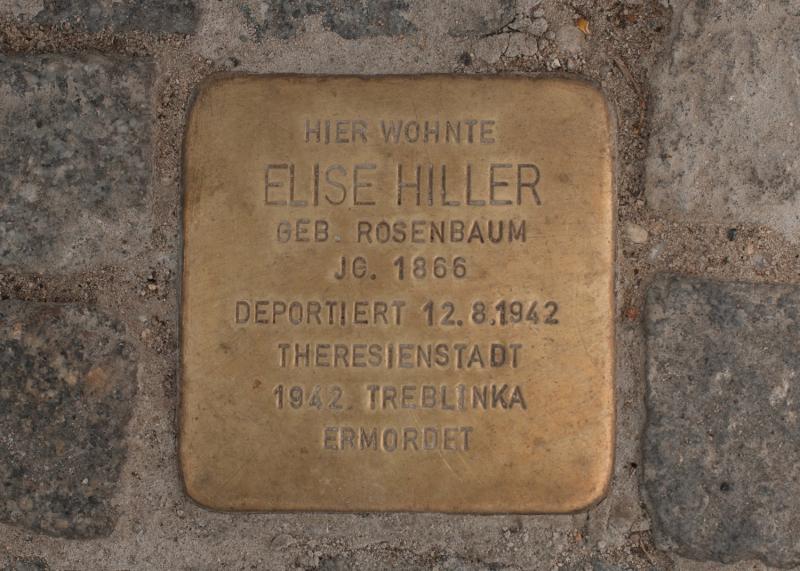 HIER WOHNTE
ELISE HILLER
GEB. ROSENBAUM
JG. 1866
DEPORTIERT 12.8.1942
THERESIENSTADT
1942 TREBLINKA
ERMORDET